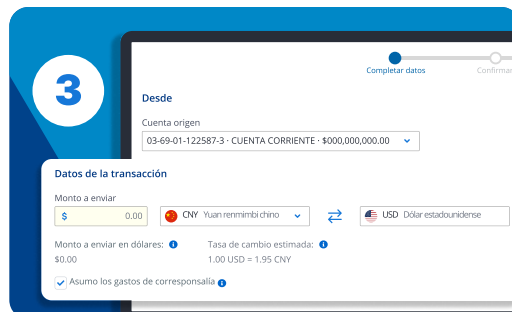 3
Completar datos
Confirmar
Desde
Cuenta origen
03-69-01-122587-3 · CUENTA CORRIENTE · $000,000,000.00
Datos de la transacción
Monto a enviar
$ 0.00
CNY Yuan renmimbi chino
USD Dólar estadounidense
Monto a enviar en dólares:
Tasa de cambio estimada:
$0.00
1.00 USD = 1.95 CNY
Asumo los gastos de corresponsalía